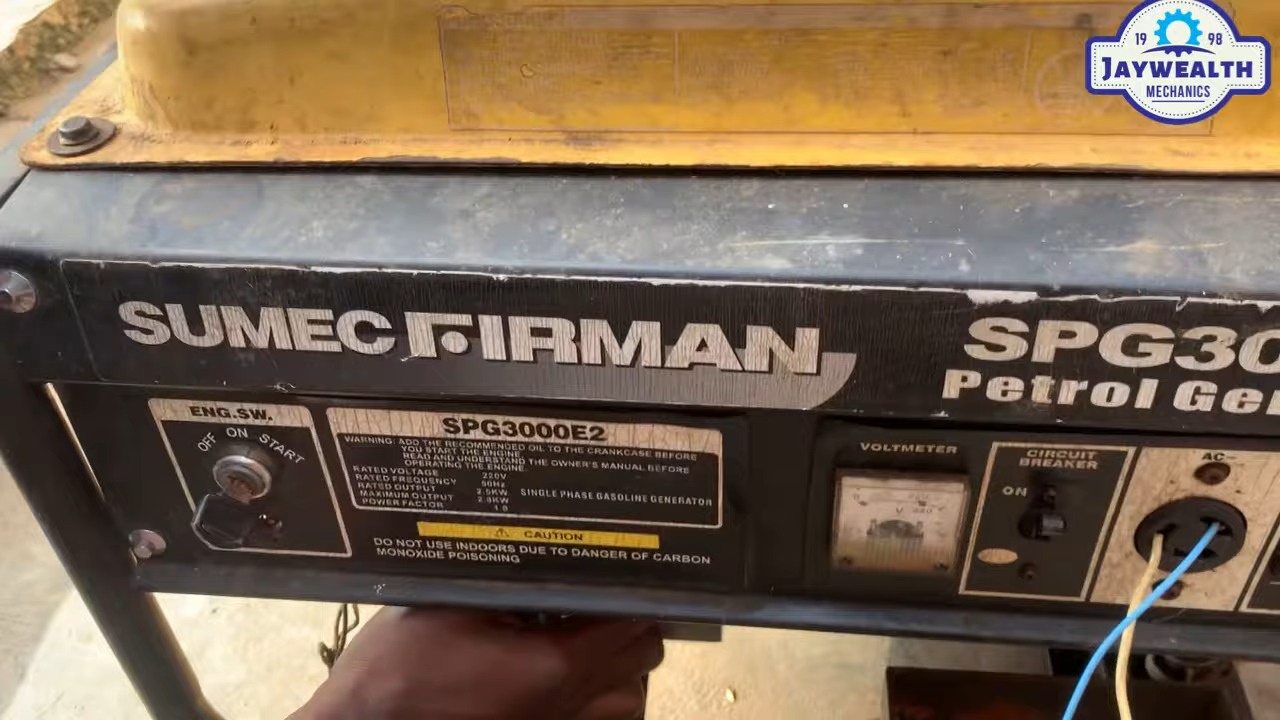 19 98
JAYWEALTH
MECHANICS
SUMEC FIRMAN
SPG30
Petrol Ge
ENG.SW.
OFF ON START
SPG3000E2
WARNING: ADD THE RECOMMENDED OIL TO THE CRANKCASE BEFORE
YOU START THE ENGINE
READ AND UNDERSTAND THE OWNER'S MANUAL BEFORE
OPERATING THE ENGINE
RATED VOLTAGE 220V
RATED FREQUENCY 50Hz
RATED OUTPUT 2.5KW
MAXIMUM OUTPUT 2.8KW
POWER FACTOR 1.0
SINGLE PHASE GASOLINE GENERATOR
CAUTION
DO NOT USE INDOORS DUE TO DANGER OF CARBON
MONOXIDE POISONING
VOLTMETER
V
CIRCUIT
BREAKER
ON
AC~